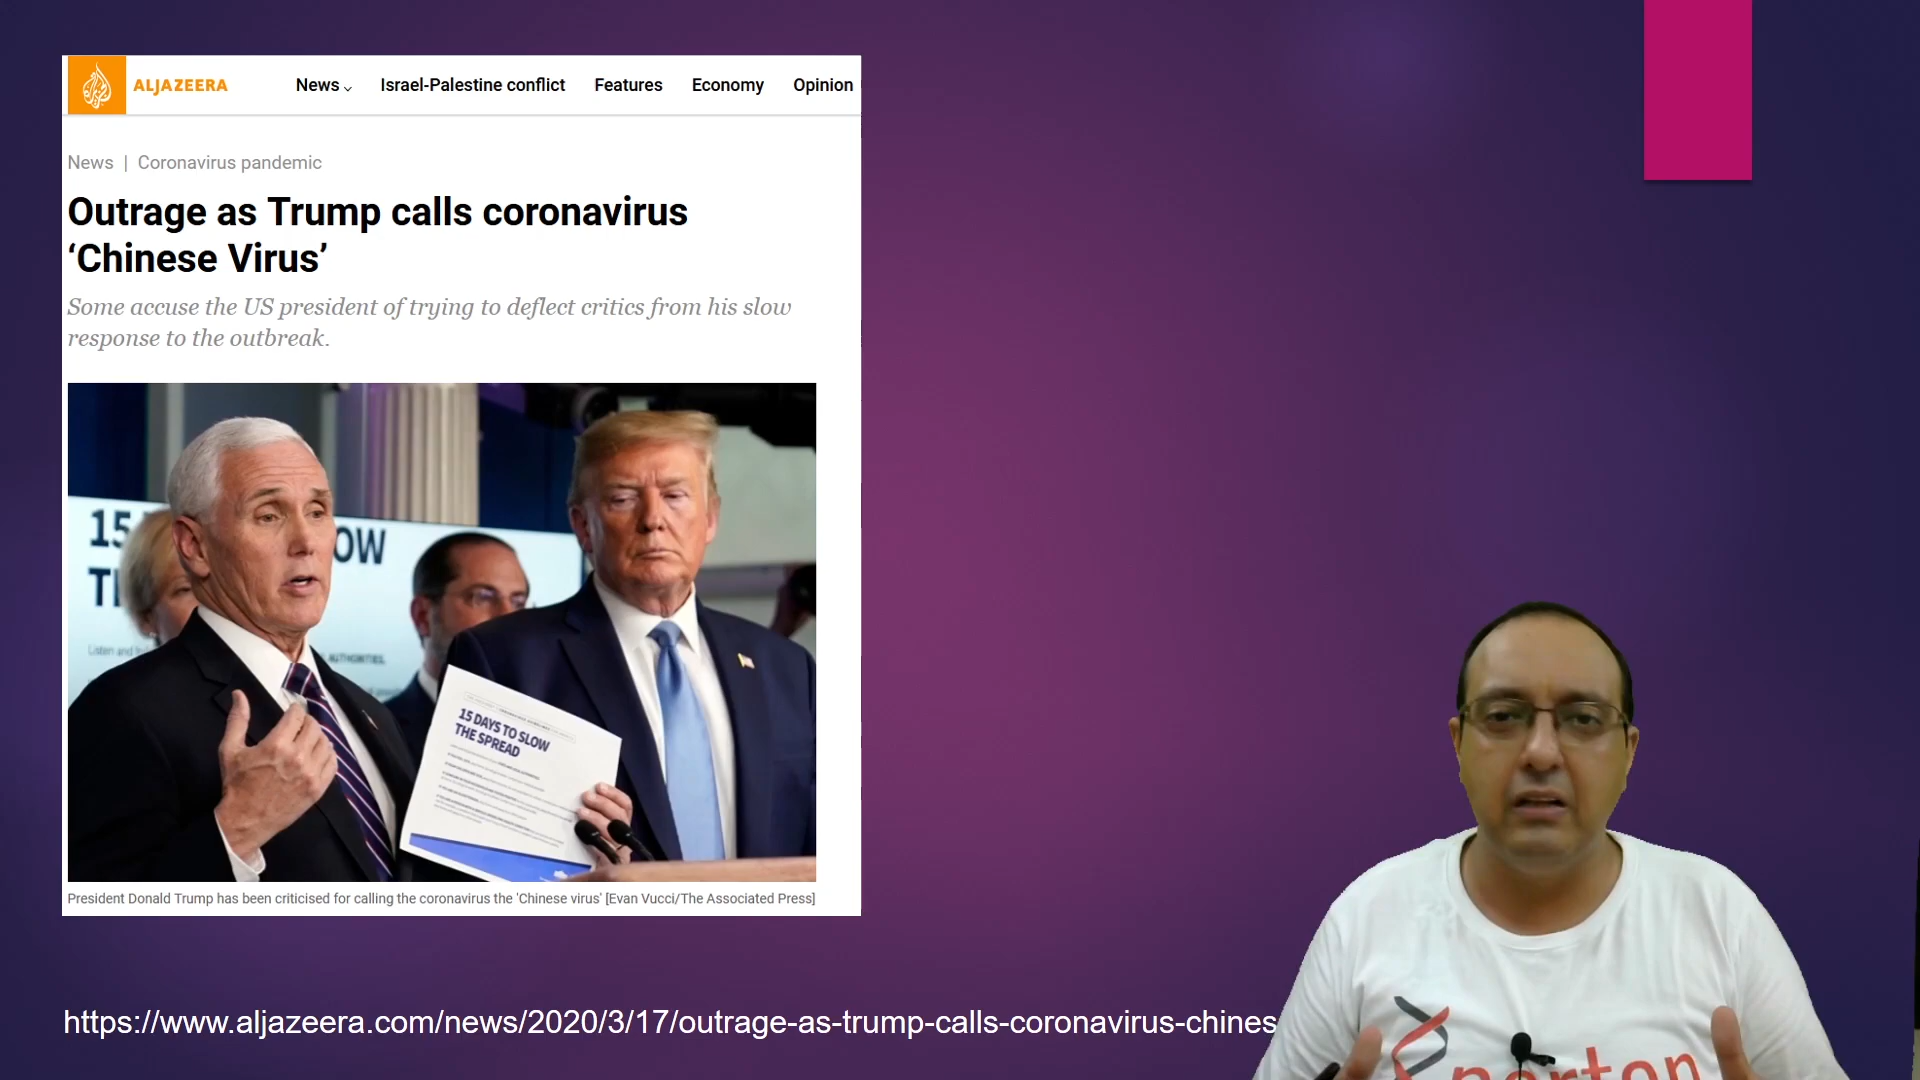 ALJAZEERA
News Israel-Palestine conflict Features Economy Opinion
News | Coronavirus pandemic
Outrage as Trump calls coronavirus
‘Chinese Virus’
Some accuse the US president of trying to deflect critics from his slow
response to the outbreak.
15
OW
AUTHORITIES.
15 DAYS TO SLOW
THE SPREAD
President Donald Trump has been criticised for calling the coronavirus the 'Chinese virus' [Evan Vucci/The Associated Press]
https://www.aljazeera.com/news/2020/3/17/outrage-as-trump-calls-coronavirus-chines